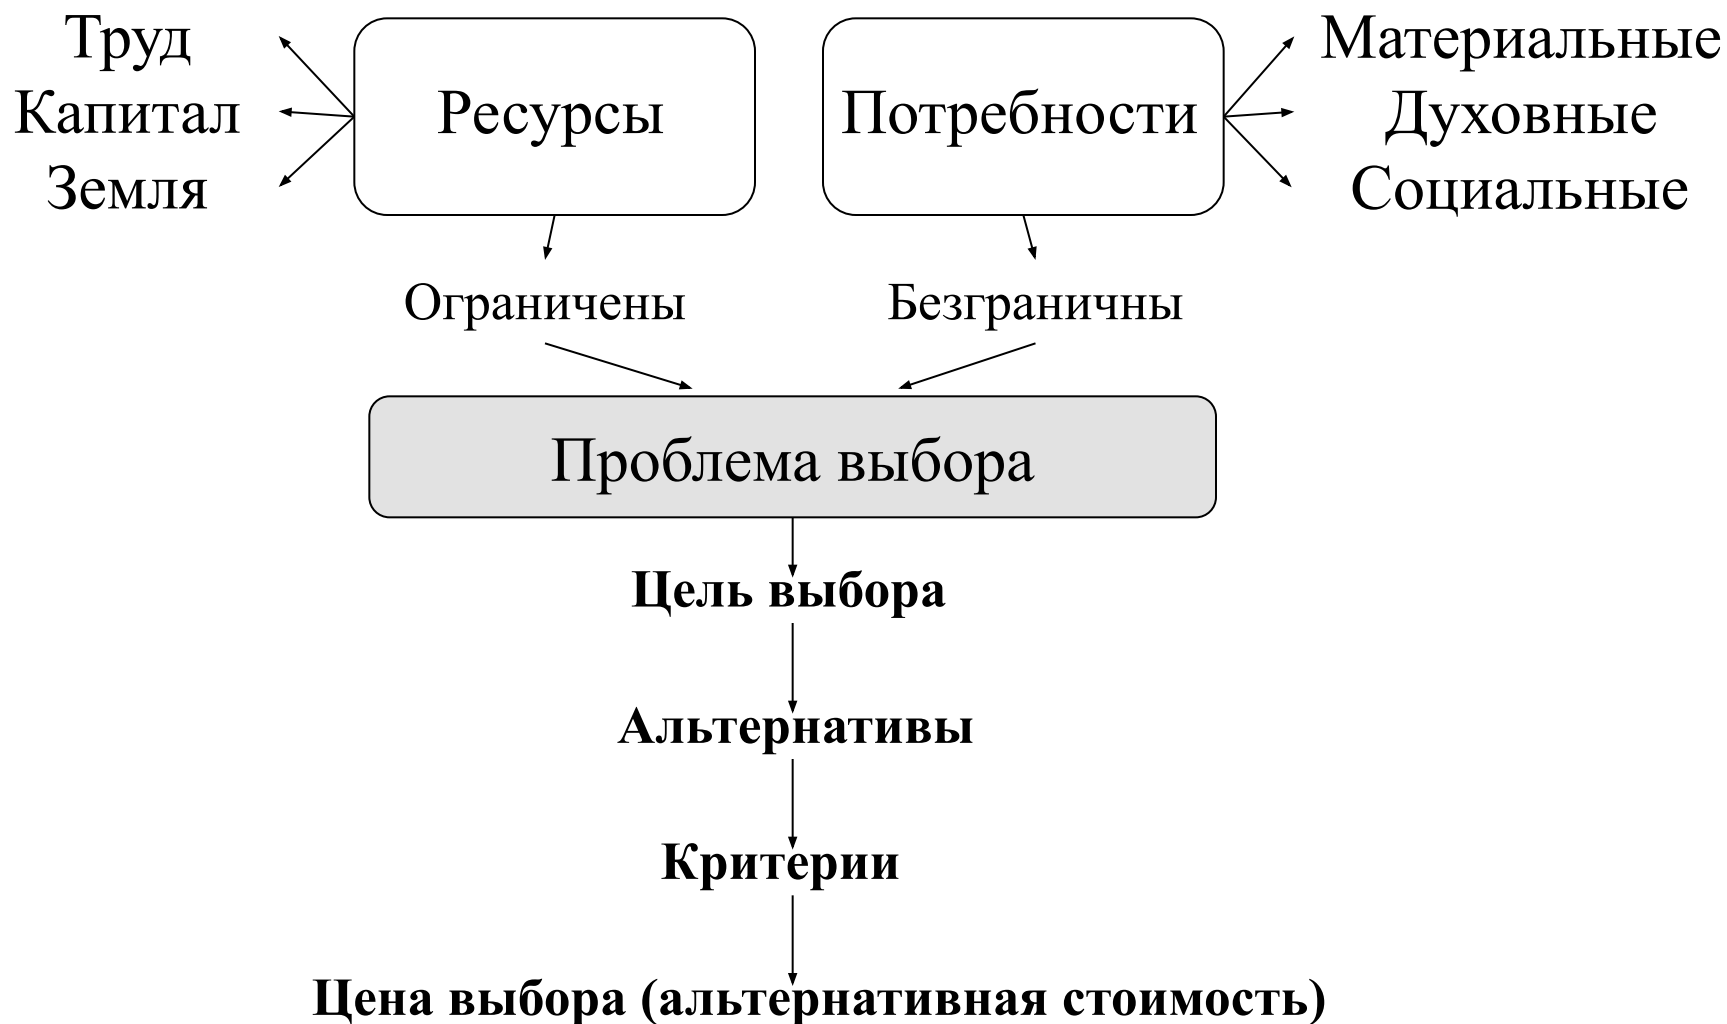 Труд
Капитал
Земля
Ресурсы
Потребности
Материальные
Духовные
Социальные
Ограничены
Безграничны
Проблема выбора
Цель выбора
Альтернативы
Критерии
Цена выбора (альтернативная стоимость)